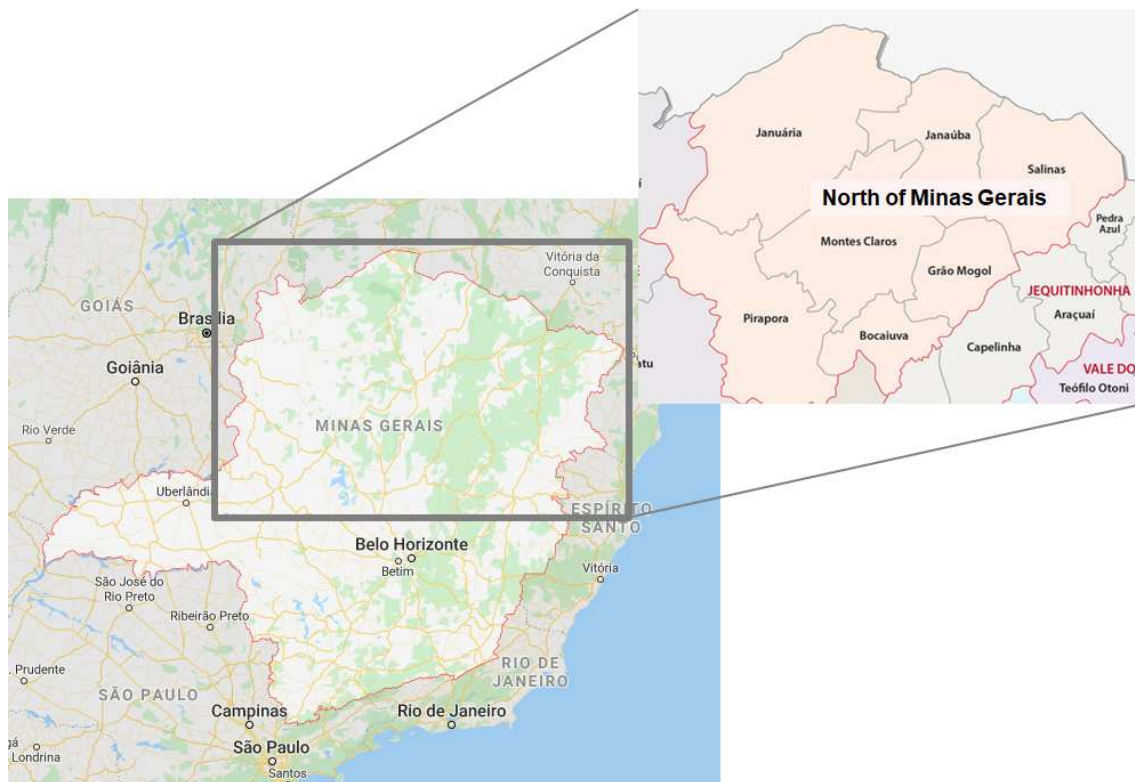 Januária
Janaúba
Salinas
North of Minas Gerais
Pedra
Azul
Montes Claros
Grão Mogol
JEQUITINHONHA
Araçuaí
Pirapora
Bocaiuva
Capelinha
VALE DO
Teófilo Otoni
atu
Vitória da
Conquista
GOIÁS
Brasília
Goiânia
Rio Verde
MINAS GERAIS
Uberlândia
ESPÍRITO
SANTO
Belo Horizonte
Betim
Vitória
São José do
Rio Preto
Ribeirão Preto
. Prudente
SÃO PAULO
RIO DE
JANEIRO
Campinas
Rio de Janeiro
São Paulo
Santos
gá
Londrina